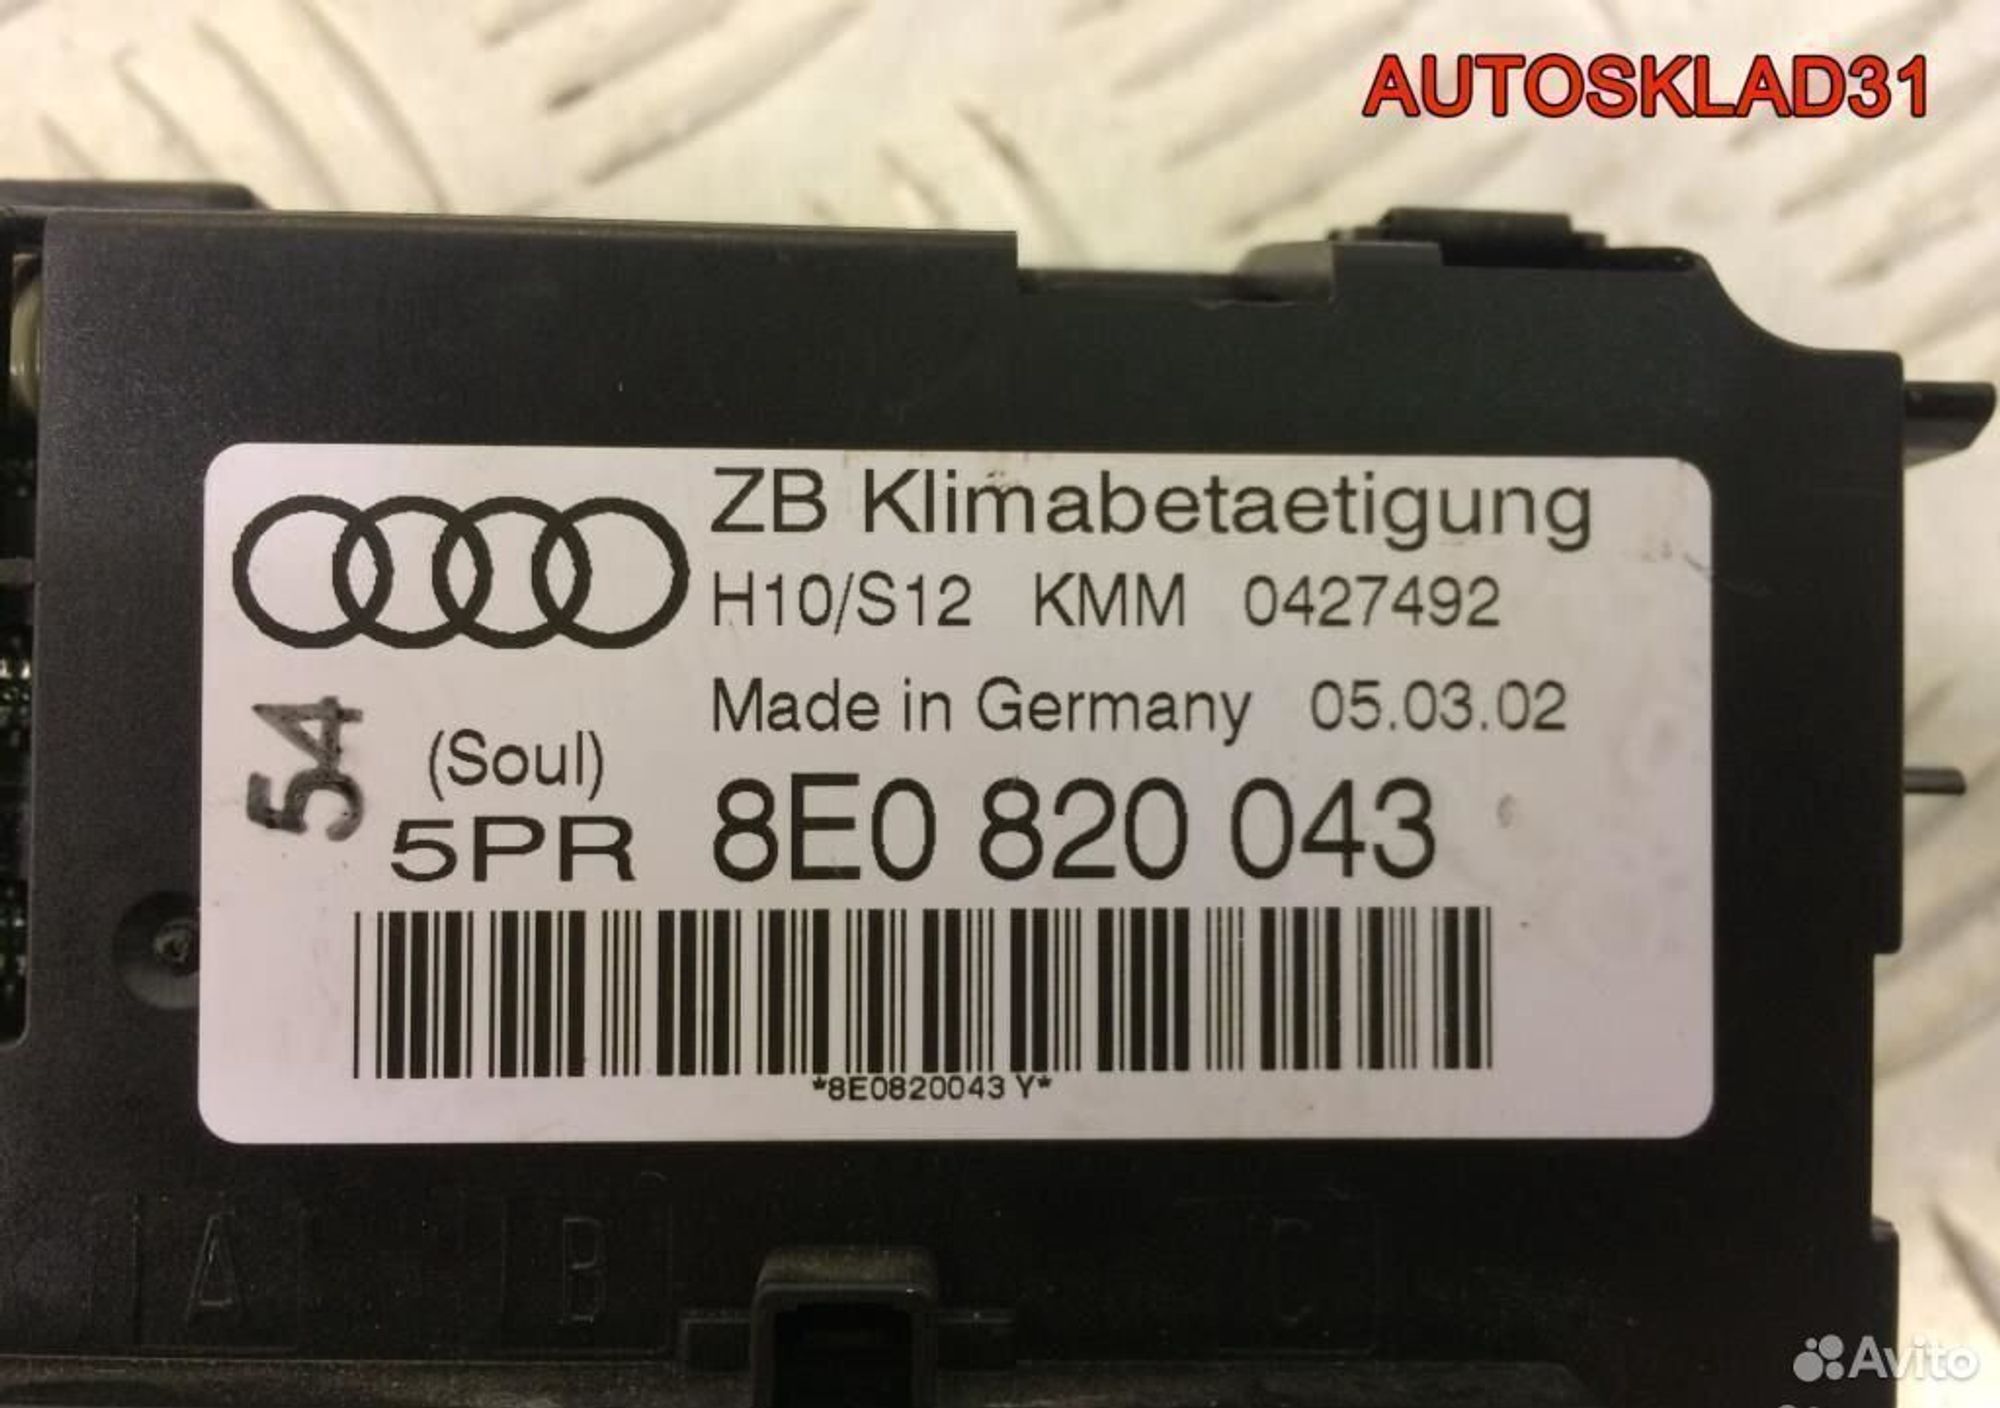 AUTOSKLAD31
ZB Klimabetaetigung
H10/S12 KMM 0427492
Made in Germany 05.03.02
54
(Soul)
5PR 8E0 820 043
*8E0820043 Y*
A B C
Avito